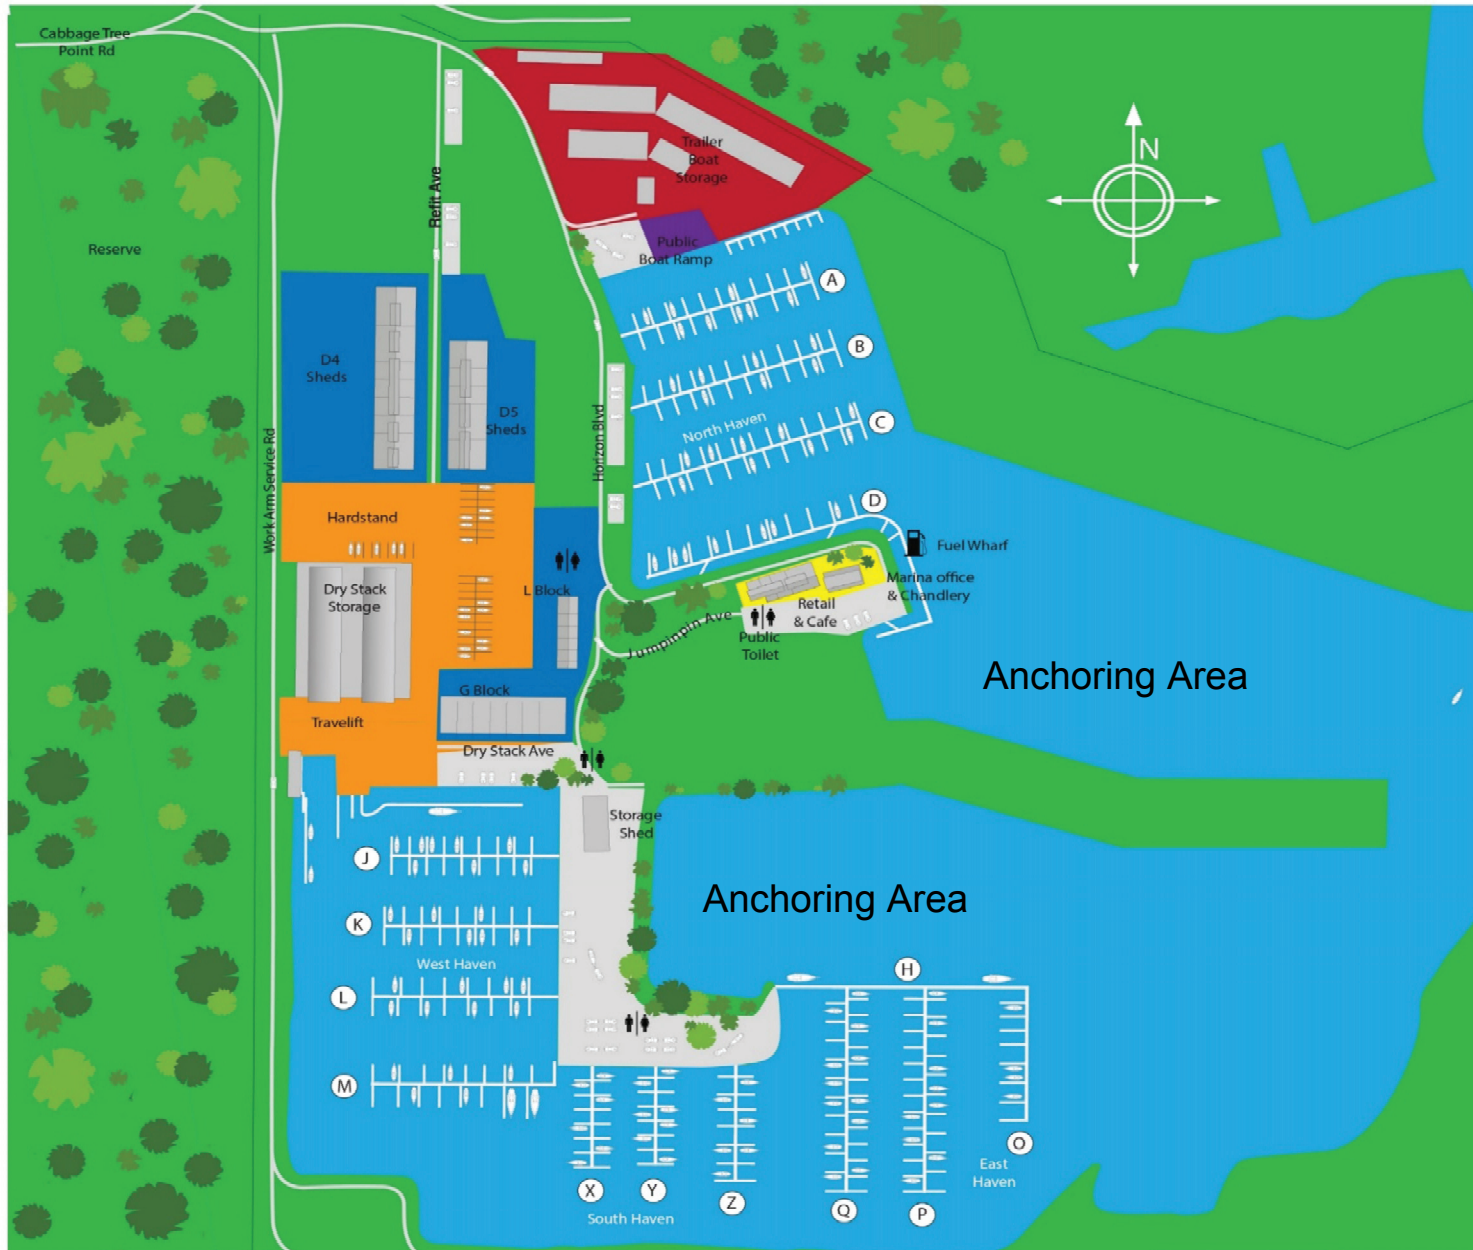 Cabbage Tree
Point Rd
N
Refit Ave
Trailer
Boat
Storage
Reserve
Public
Boat Ramp
A
B
D4
Sheds
D5
Sheds
North Haven
C
Horizon Blvd
Work Arm Service Rd
D
Hardstand
Fuel Wharf
Marina office
& Chandlery
Dry Stack
Storage
L Block
Retail
& Cafe
Jumpinpin Ave
Public
Toilet
Anchoring Area
G Block
Travelift
Dry Stack Ave
Storage
Shed
J
Anchoring Area
K
West Haven
H
L
M
O
East
Haven
X
Y
Z
Q
P
South Haven